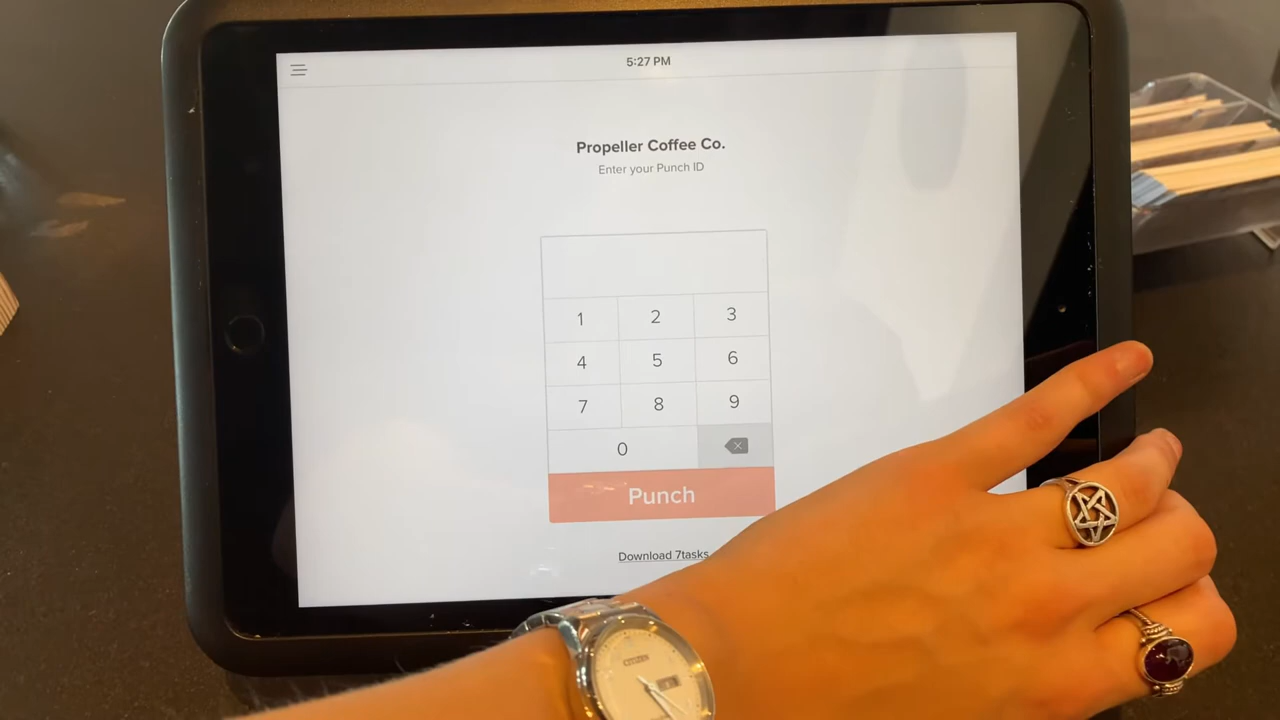 5:27 PM
Propeller Coffee Co.
Enter your Punch ID
1 2 3
4 5 6
7 8 9
0
Punch
Download 7tasks
CITIZEN